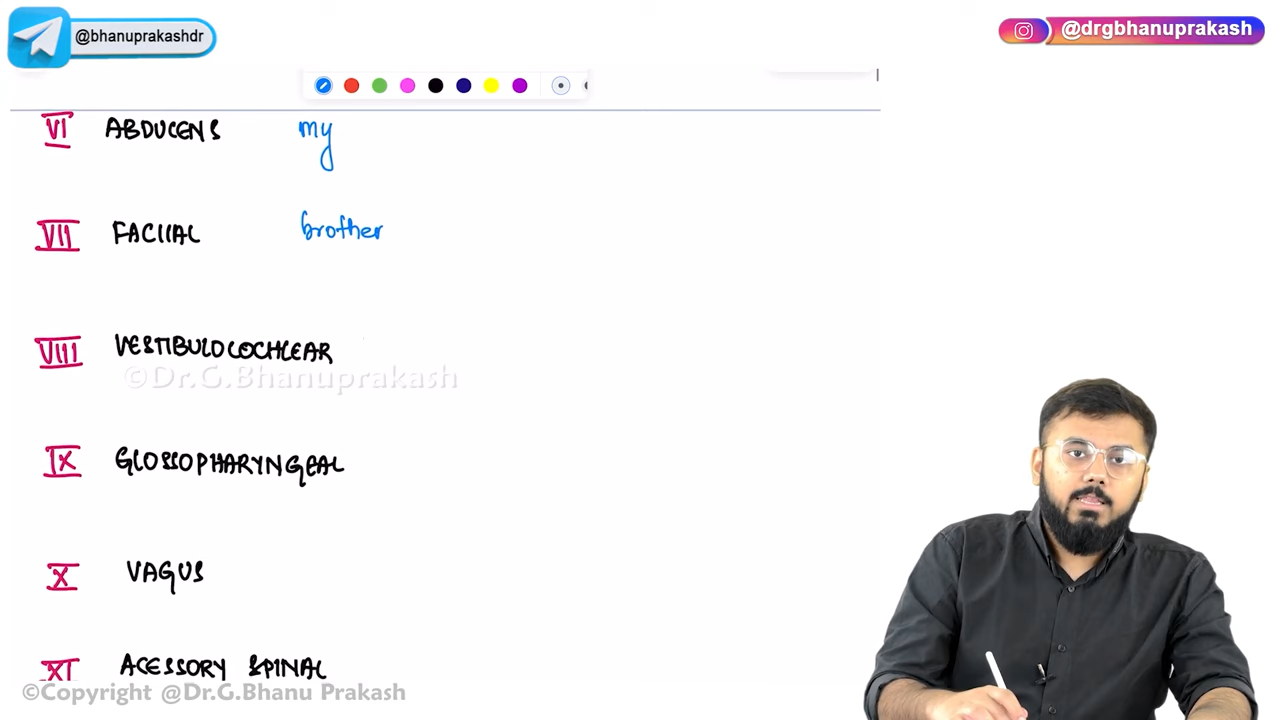 @bhanuprakashdr
@drgbhanuprakash
VI ABDUCENS my
VII FACIIAL brother
VIII VESTIBULOCOCHLEAR
©Dr.G.Bhanuprakash
IX GLOSSOPHARYNGEAL
X VAGUS
XI ACESSORY SPINAL
©Copyright @Dr.G.Bhanu Prakash